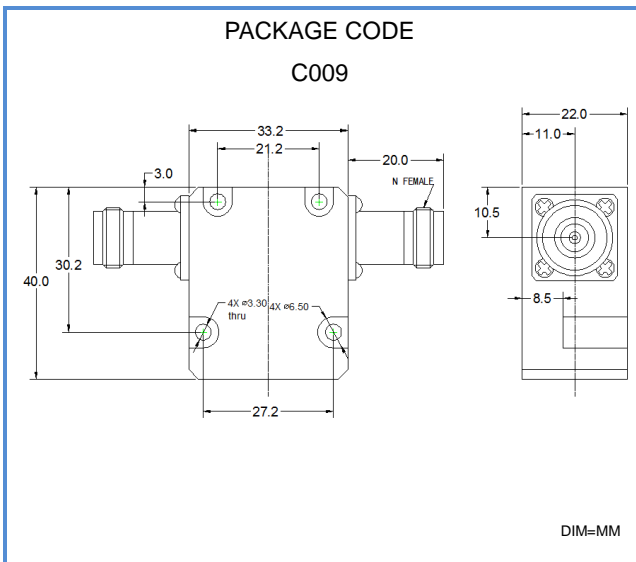 PACKAGE CODE
C009
33.2
21.2
3.0
20.0
N FEMALE
30.2
40.0
4X ⌀3.30
thru
4X ⌀6.50
27.2
22.0
11.0
10.5
8.5
DIM=MM